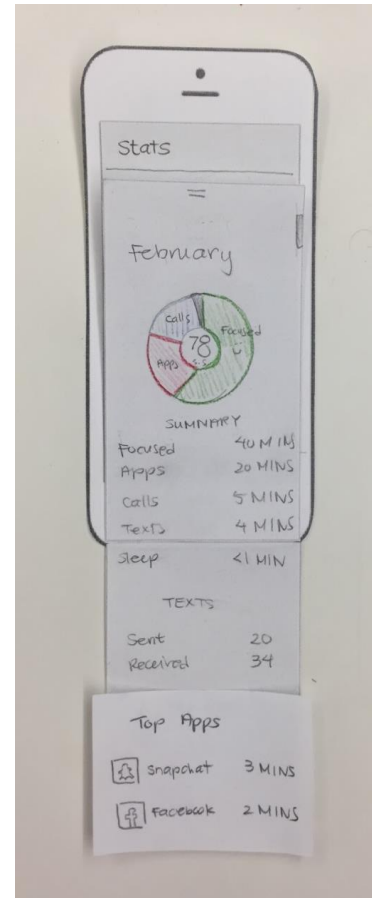 Stats
February
Calls
Focused
78
Apps
SUMMARY
Focused 40 MINS
Apps 20 MINS
Calls 5 MINS
Texts 4 MINS
Sleep <1 MIN
TEXTS
Sent 20
Received 34
Top Apps
Snapchat 3 MINS
Facebook 2 MINS